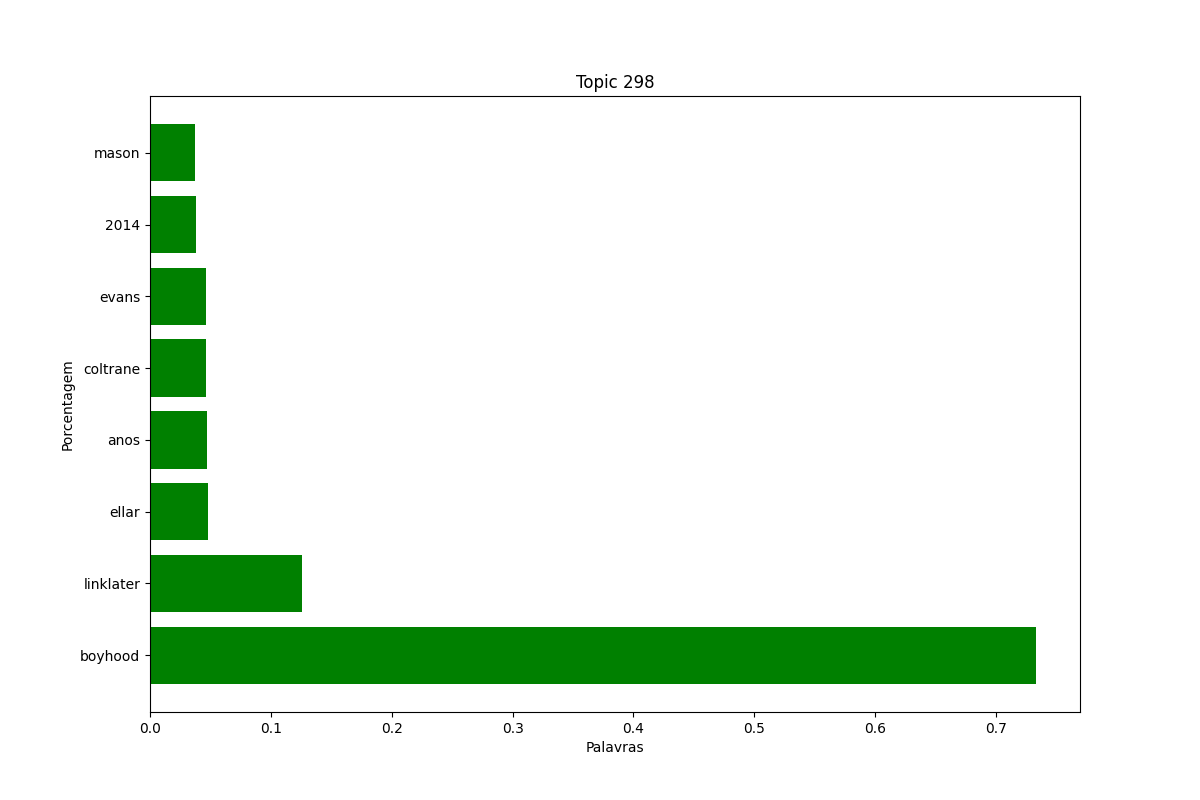 Topic 298
Porcentagem
mason
2014
evans
coltrane
anos
ellar
linklater
boyhood
0.0 0.1 0.2 0.3 0.4 0.5 0.6 0.7
Palavras